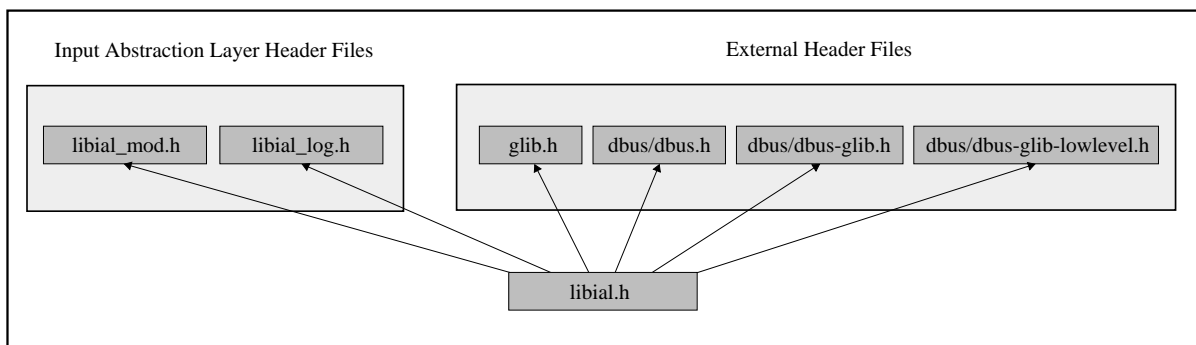 Input Abstraction Layer Header Files
External Header Files
libial_mod.h
libial_log.h
glib.h
dbus/dbus.h
dbus/dbus-glib.h
dbus/dbus-glib-lowlevel.h
libial.h